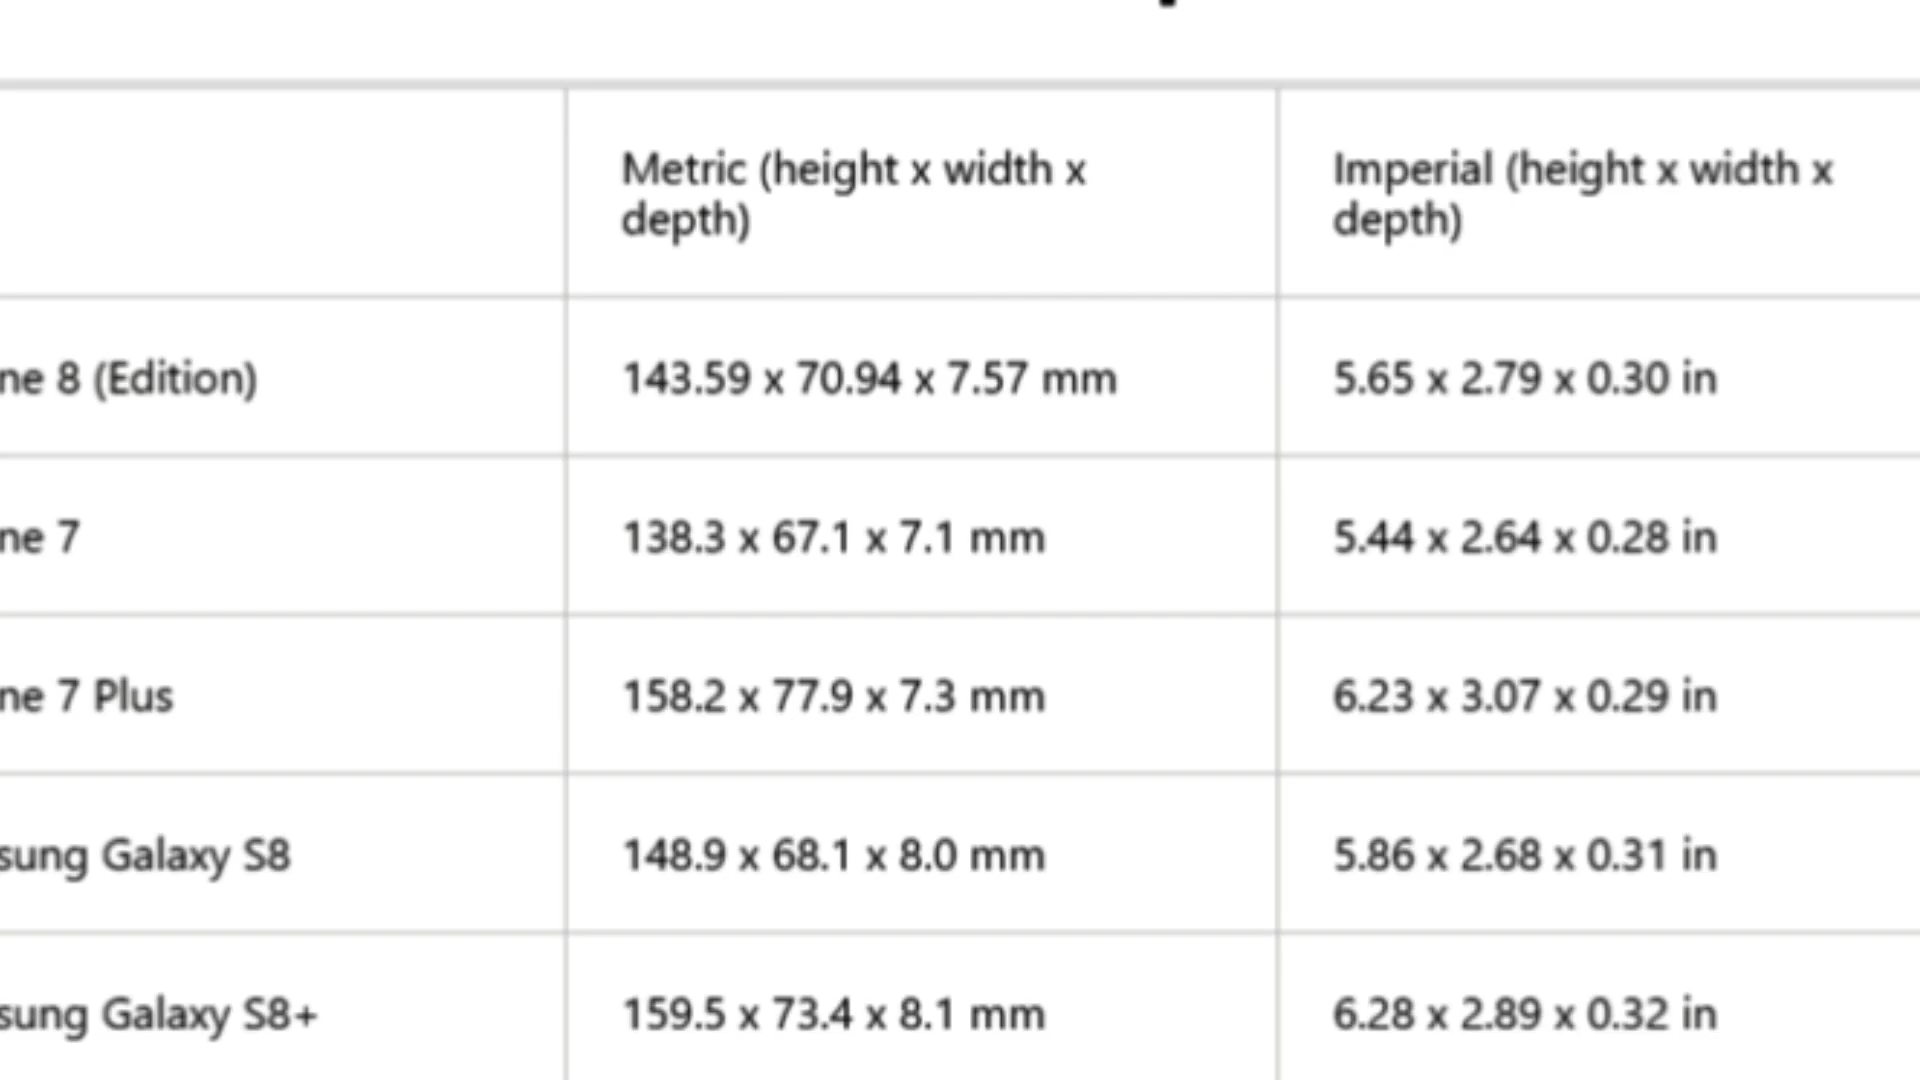 Metric (height x width x
depth)
Imperial (height x width x
depth)
ne 8 (Edition)
143.59 x 70.94 x 7.57 mm
5.65 x 2.79 x 0.30 in
ne 7
138.3 x 67.1 x 7.1 mm
5.44 x 2.64 x 0.28 in
ne 7 Plus
158.2 x 77.9 x 7.3 mm
6.23 x 3.07 x 0.29 in
sung Galaxy S8
148.9 x 68.1 x 8.0 mm
5.86 x 2.68 x 0.31 in
sung Galaxy S8+
159.5 x 73.4 x 8.1 mm
6.28 x 2.89 x 0.32 in